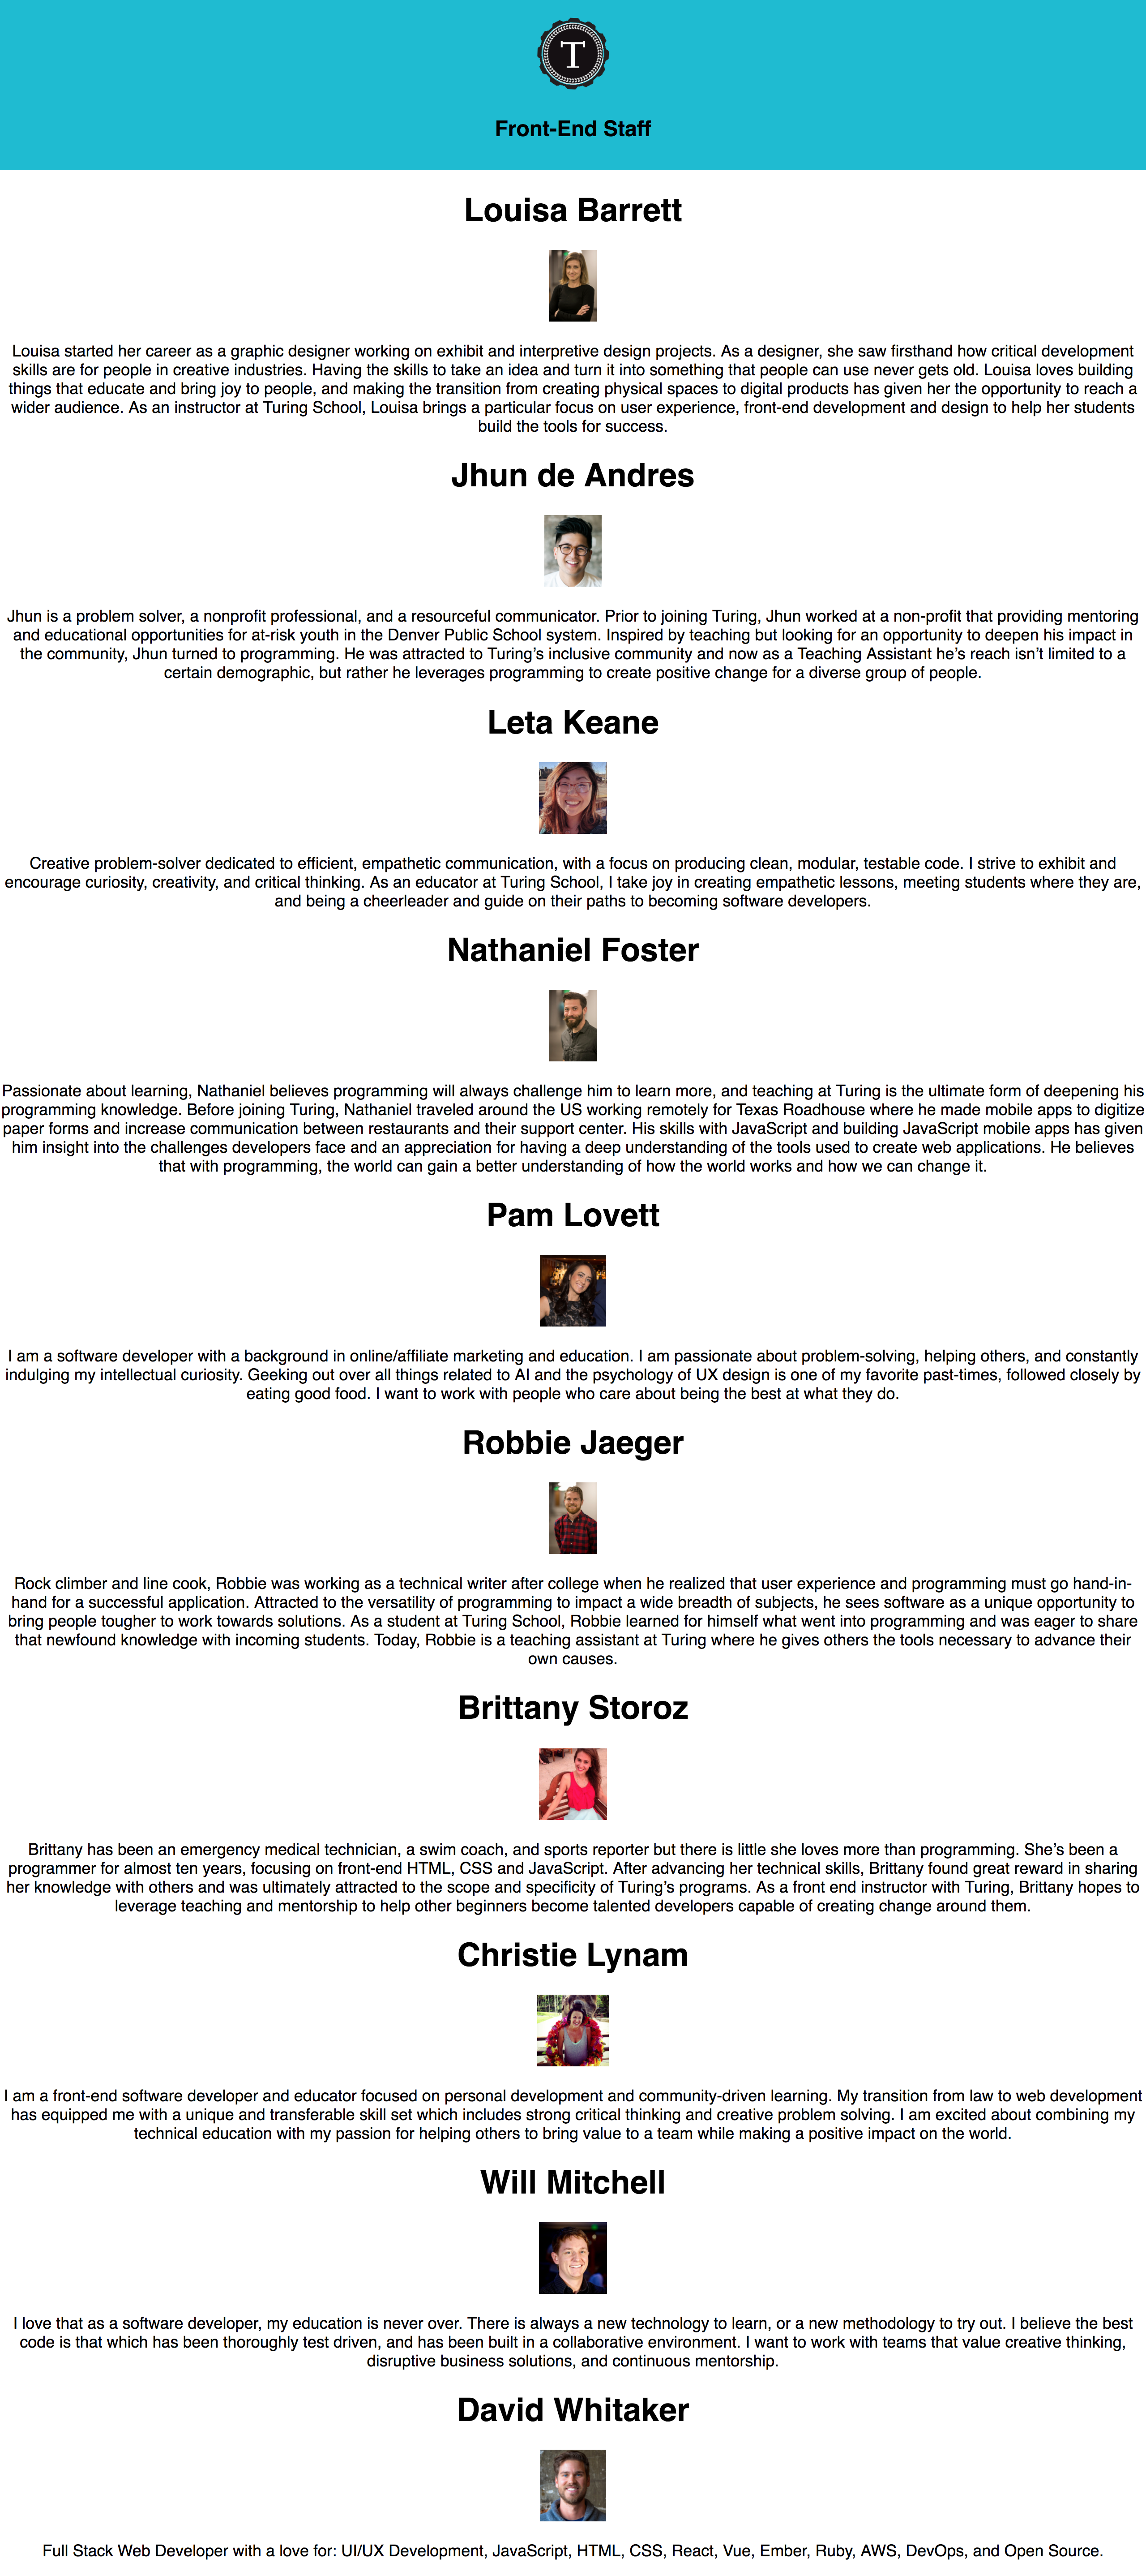 T
Front-End Staff
Louisa Barrett
Louisa started her career as a graphic designer working on exhibit and interpretive design projects. As a designer, she saw firsthand how critical development
skills are for people in creative industries. Having the skills to take an idea and turn it into something that people can use never gets old. Louisa loves building
things that educate and bring joy to people, and making the transition from creating physical spaces to digital products has given her the opportunity to reach a
wider audience. As an instructor at Turing School, Louisa brings a particular focus on user experience, front-end development and design to help her students
build the tools for success.
Jhun de Andres
Jhun is a problem solver, a nonprofit professional, and a resourceful communicator. Prior to joining Turing, Jhun worked at a non-profit that providing mentoring
and educational opportunities for at-risk youth in the Denver Public School system. Inspired by teaching but looking for an opportunity to deepen his impact in
the community, Jhun turned to programming. He was attracted to Turing’s inclusive community and now as a Teaching Assistant he’s reach isn’t limited to a
certain demographic, but rather he leverages programming to create positive change for a diverse group of people.
Leta Keane
Creative problem-solver dedicated to efficient, empathetic communication, with a focus on producing clean, modular, testable code. I strive to exhibit and
encourage curiosity, creativity, and critical thinking. As an educator at Turing School, I take joy in creating empathetic lessons, meeting students where they are,
and being a cheerleader and guide on their paths to becoming software developers.
Nathaniel Foster
Passionate about learning, Nathaniel believes programming will always challenge him to learn more, and teaching at Turing is the ultimate form of deepening his
programming knowledge. Before joining Turing, Nathaniel traveled around the US working remotely for Texas Roadhouse where he made mobile apps to digitize
paper forms and increase communication between restaurants and their support center. His skills with JavaScript and building JavaScript mobile apps has given
him insight into the challenges developers face and an appreciation for having a deep understanding of the tools used to create web applications. He believes
that with programming, the world can gain a better understanding of how the world works and how we can change it.
Pam Lovett
I am a software developer with a background in online/affiliate marketing and education. I am passionate about problem-solving, helping others, and constantly
indulging my intellectual curiosity. Geeking out over all things related to AI and the psychology of UX design is one of my favorite past-times, followed closely by
eating good food. I want to work with people who care about being the best at what they do.
Robbie Jaeger
Rock climber and line cook, Robbie was working as a technical writer after college when he realized that user experience and programming must go hand-in-
hand for a successful application. Attracted to the versatility of programming to impact a wide breadth of subjects, he sees software as a unique opportunity to
bring people tougher to work towards solutions. As a student at Turing School, Robbie learned for himself what went into programming and was eager to share
that newfound knowledge with incoming students. Today, Robbie is a teaching assistant at Turing where he gives others the tools necessary to advance their
own causes.
Brittany Storoz
Brittany has been an emergency medical technician, a swim coach, and sports reporter but there is little she loves more than programming. She’s been a
programmer for almost ten years, focusing on front-end HTML, CSS and JavaScript. After advancing her technical skills, Brittany found great reward in sharing
her knowledge with others and was ultimately attracted to the scope and specificity of Turing’s programs. As a front end instructor with Turing, Brittany hopes to
leverage teaching and mentorship to help other beginners become talented developers capable of creating change around them.
Christie Lynam
I am a front-end software developer and educator focused on personal development and community-driven learning. My transition from law to web development
has equipped me with a unique and transferable skill set which includes strong critical thinking and creative problem solving. I am excited about combining my
technical education with my passion for helping others to bring value to a team while making a positive impact on the world.
Will Mitchell
I love that as a software developer, my education is never over. There is always a new technology to learn, or a new methodology to try out. I believe the best
code is that which has been thoroughly test driven, and has been built in a collaborative environment. I want to work with teams that value creative thinking,
disruptive business solutions, and continuous mentorship.
David Whitaker
Full Stack Web Developer with a love for: UI/UX Development, JavaScript, HTML, CSS, React, Vue, Ember, Ruby, AWS, DevOps, and Open Source.